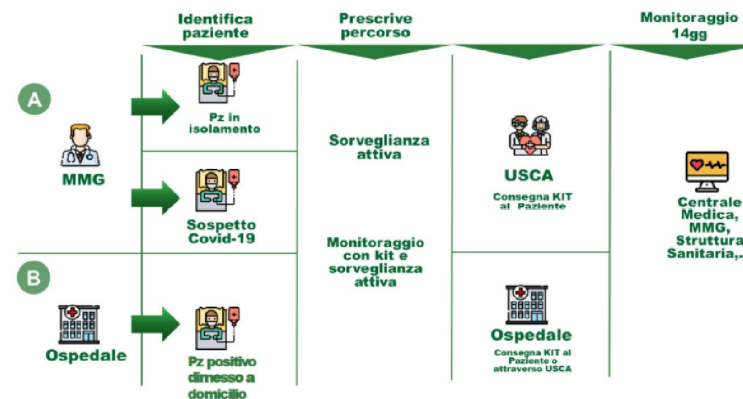 Identifica
paziente
Prescrive
percorso
Monitoraggio
14gg
A
MMG
Pz in
isolamento
Sospetto
Covid-19
Sorveglianza
attiva
Monitoraggio
con kit e
sorveglianza
attiva
USCA
Consegna KIT
al Paziente
Centrale
Medica,
MMG,
Struttura
Sanitaria,..
B
Ospedale
Pz positivo
dimesso a
domicilio
Ospedale
Consegna KIT al
Paziente o
attraverso USCA